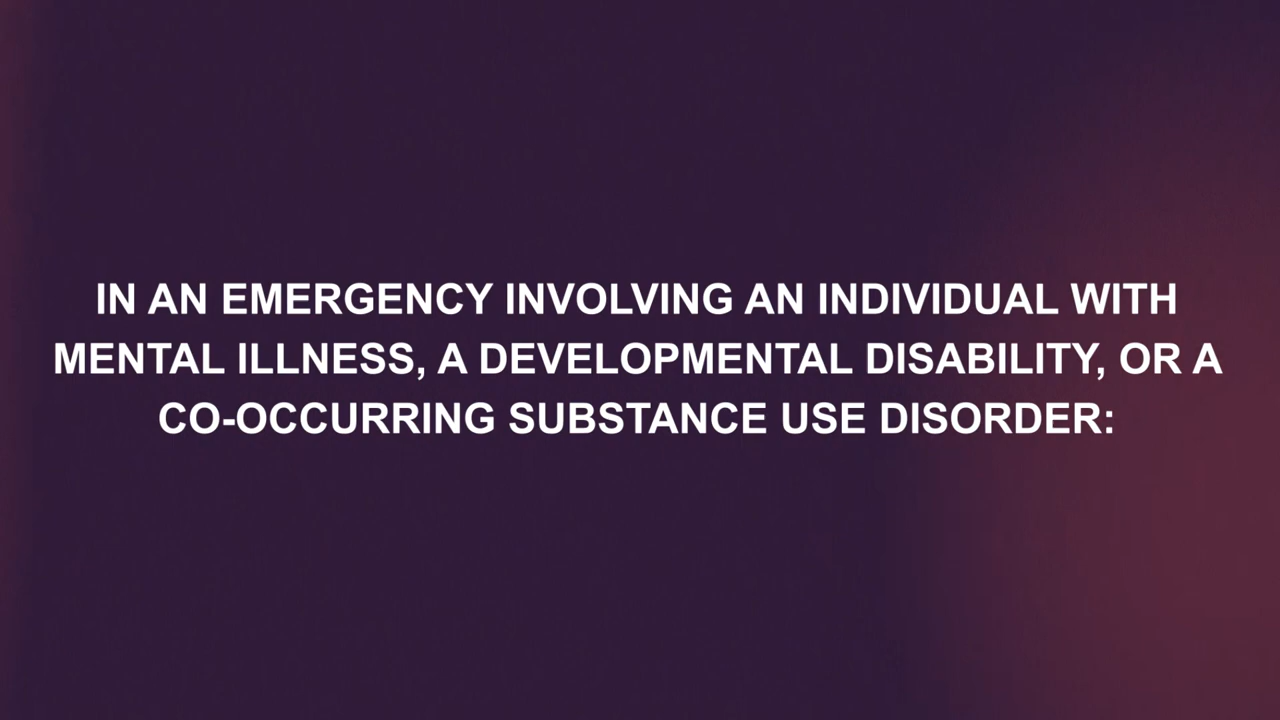 IN AN EMERGENCY INVOLVING AN INDIVIDUAL WITH
MENTAL ILLNESS, A DEVELOPMENTAL DISABILITY, OR A
CO-OCCURRING SUBSTANCE USE DISORDER: